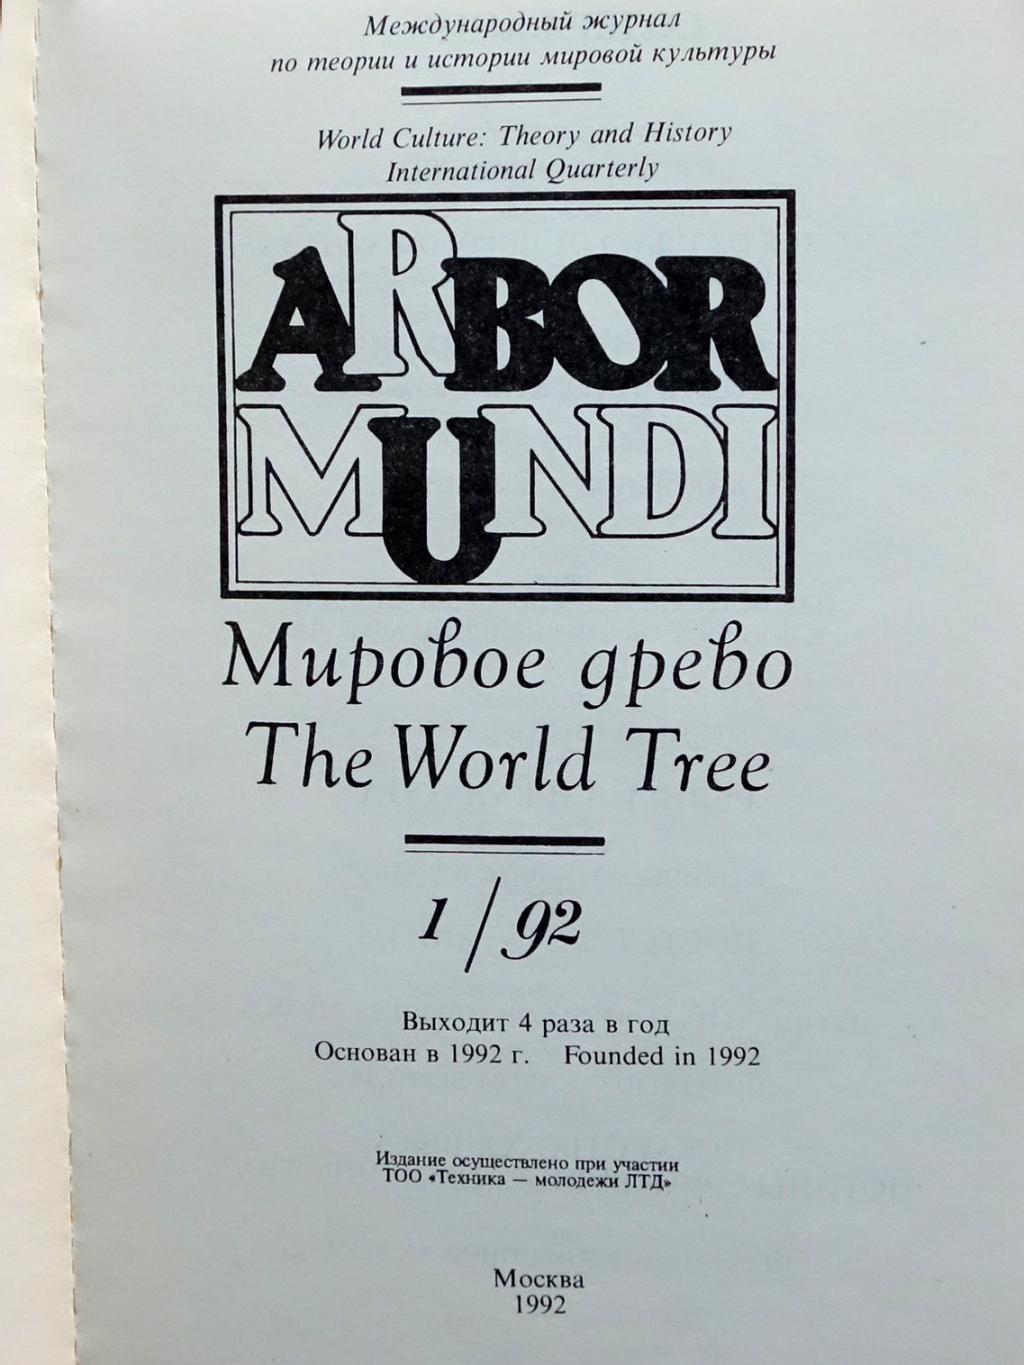 Международный журнал
по теории и истории мировой культуры
World Culture: Theory and History
International Quarterly
ARBOR
MUNDI
Мировое древо
The World Tree
1/92
Выходит 4 раза в год
Основан в 1992 г. Founded in 1992
Издание осуществлено при участии
ТОО «Техника — молодежи ЛТД»
Москва
1992